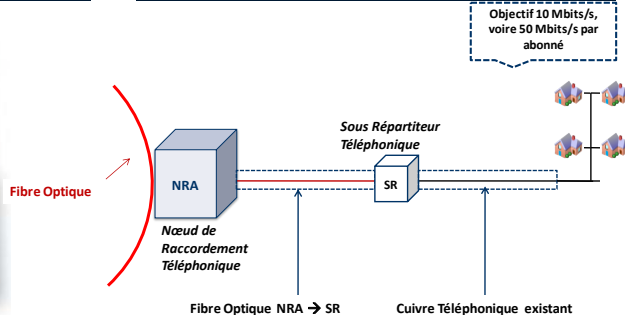 Objectif 10 Mbits/s,
voire 50 Mbits/s par
abonné
Sous Répartiteur
Téléphonique
Fibre Optique
NRA
SR
Nœud de
Raccordement
Téléphonique
Fibre Optique NRA → SR
Cuivre Téléphonique existant